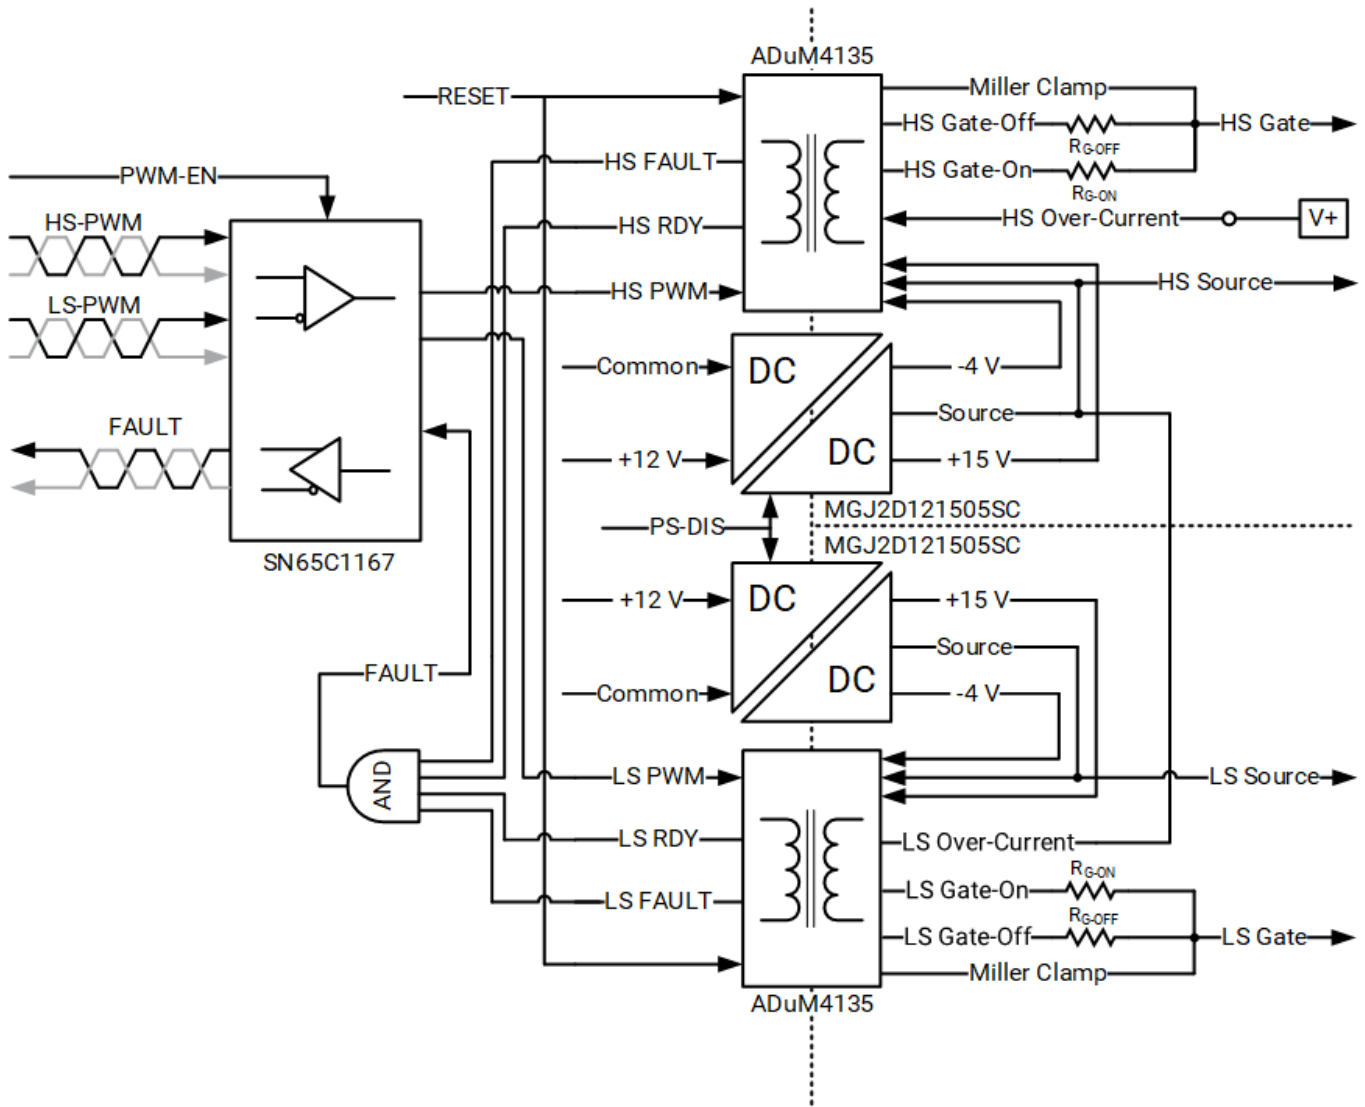 ADuM4135
RESET
Miller Clamp
HS Gate-Off
HS Gate
RG-OFF
HS FAULT
HS Gate-On
PWM-EN
RG-ON
HS-PWM
HS RDY
HS Over-Current
V+
HS PWM
HS Source
LS-PWM
Common
DC
-4 V
Source
FAULT
+12 V
DC
+15 V
MGJ2D121505SC
PS-DIS
MGJ2D121505SC
SN65C1167
+12 V
DC
+15 V
Source
FAULT
Common
DC
-4 V
AND
LS PWM
LS Source
LS RDY
LS Over-Current
RG-ON
LS Gate-On
LS FAULT
RG-OFF
LS Gate-Off
LS Gate
Miller Clamp
ADuM4135